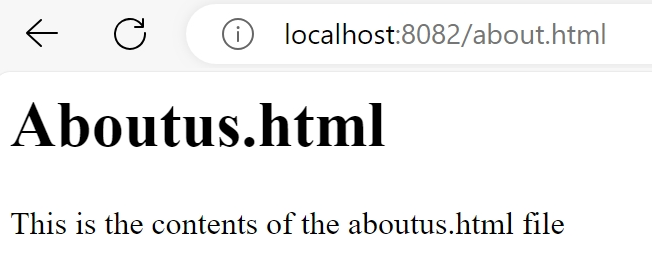 localhost:8082/about.html
Aboutus.html
This is the contents of the aboutus.html file